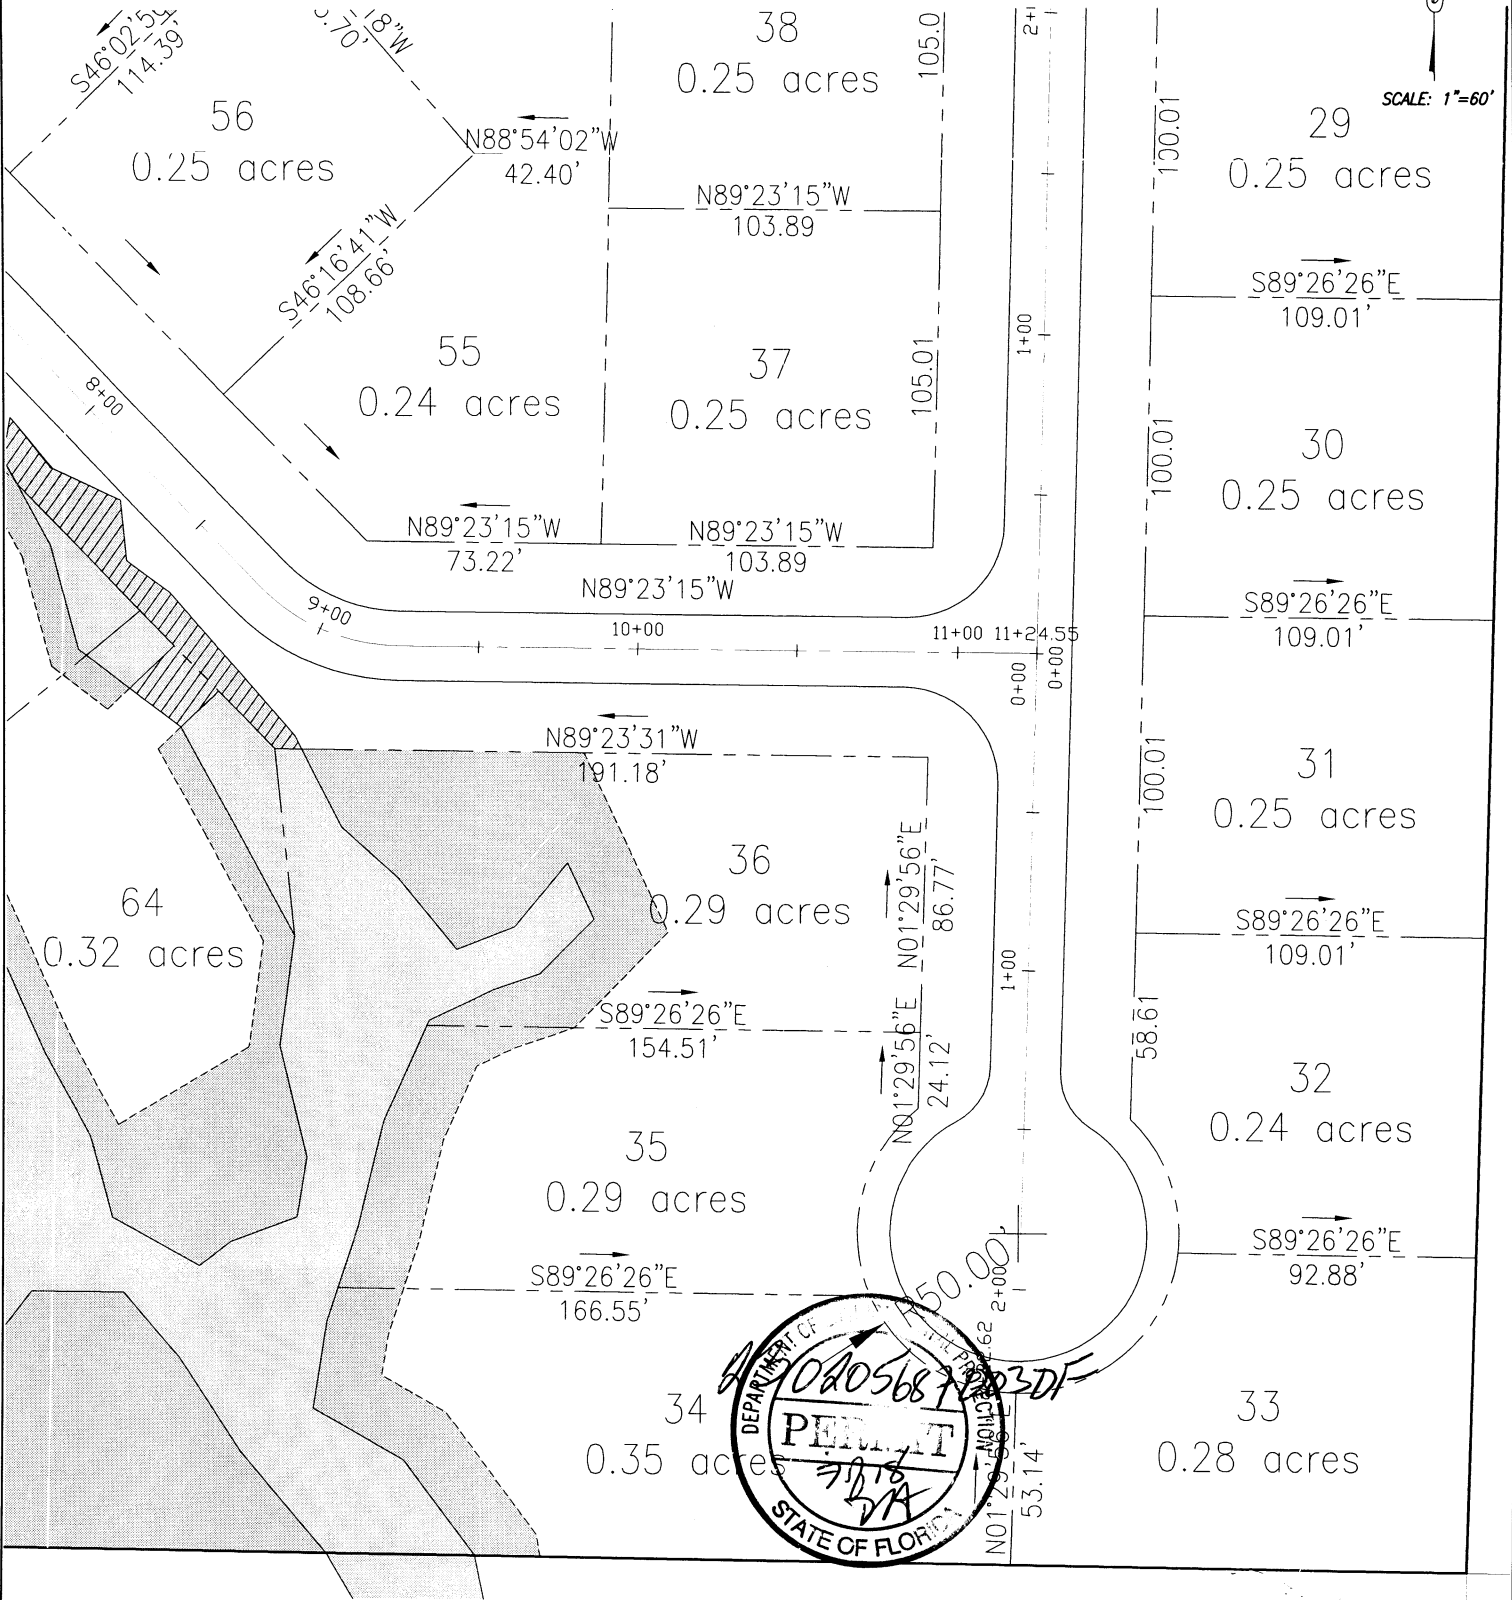 114.39'
38
0.25 acres
105.0
SCALE: 1"=60'
56
0.25 acres
N88°54'02"W
42.40'
100.01
29
0.25 acres
N89°23'15"W
103.89
S46°16'41"W
108.66'
S89°26'26"E
109.01'
1+00
55
0.24 acres
37
0.25 acres
105.01
8+00
100.01
30
0.25 acres
N89°23'15"W
73.22'
N89°23'15"W
103.89
N89°23'15"W
S89°26'26"E
109.01'
9+00
10+00
11+00 11+24.55
0+00
0+00
N89°23'31"W
191.18'
100.01
31
0.25 acres
36
0.29 acres
N01°29'56"E
86.77'
64
0.32 acres
S89°26'26"E
109.01'
1+00
S89°26'26"E
154.51'
N01°29'56"E
24.12'
58.61
32
0.24 acres
35
0.29 acres
S89°26'26"E
166.55'
S89°26'26"E
92.88'
R50.00'
2+00
DEPARTMENT OF
PROTECTION
PERMIT
STATE OF FLORIDA
34
0.35 acres
N01°29'56"E
53.14'
33
0.28 acres